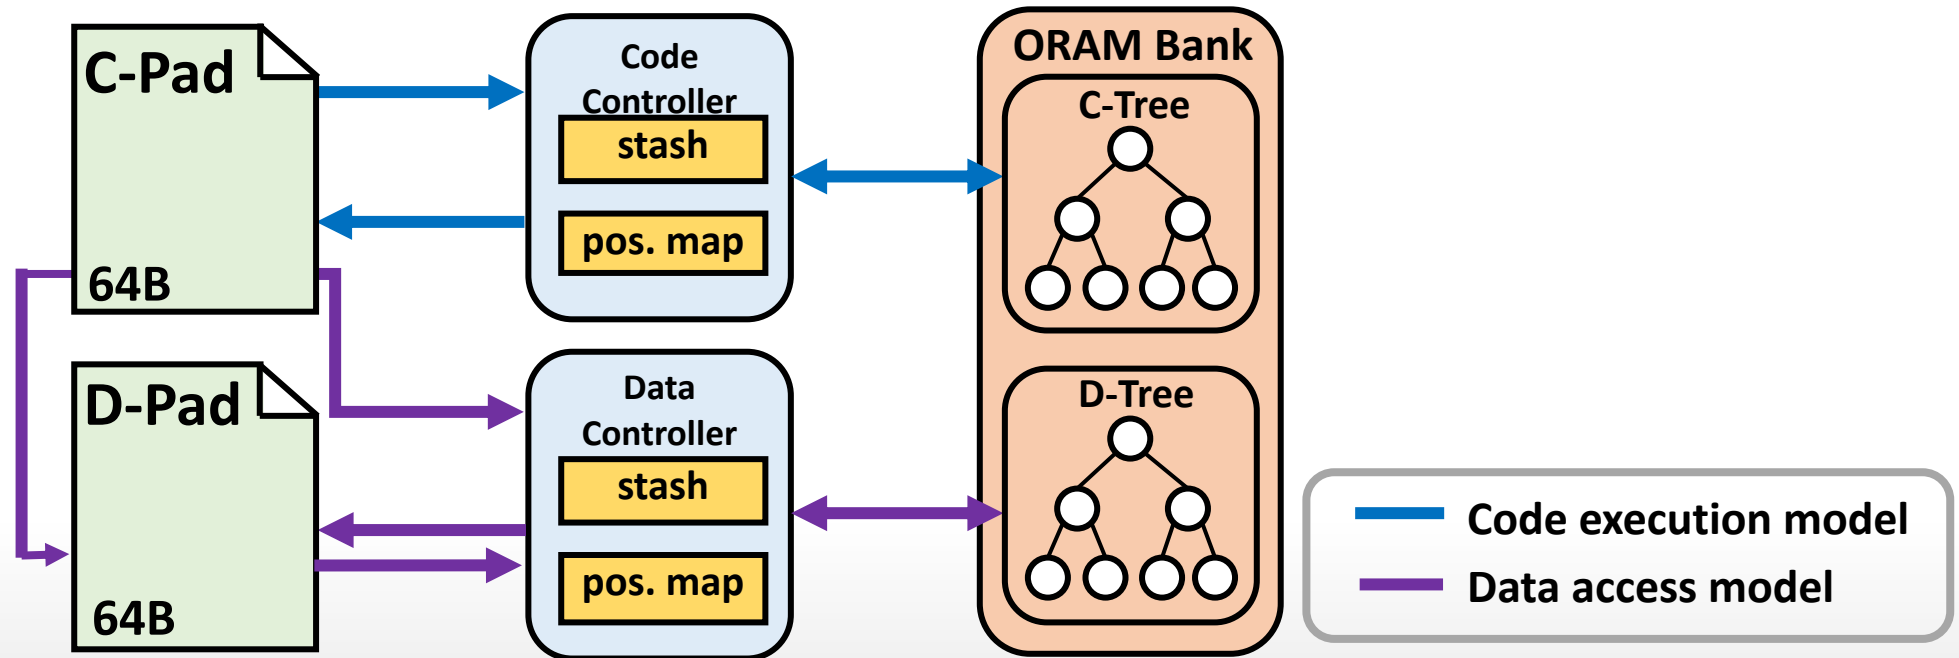 C-Pad
64B
Code
Controller
stash
pos. map
ORAM Bank
C-Tree
D-Pad
64B
Data
Controller
stash
pos. map
D-Tree
Code execution model
Data access model